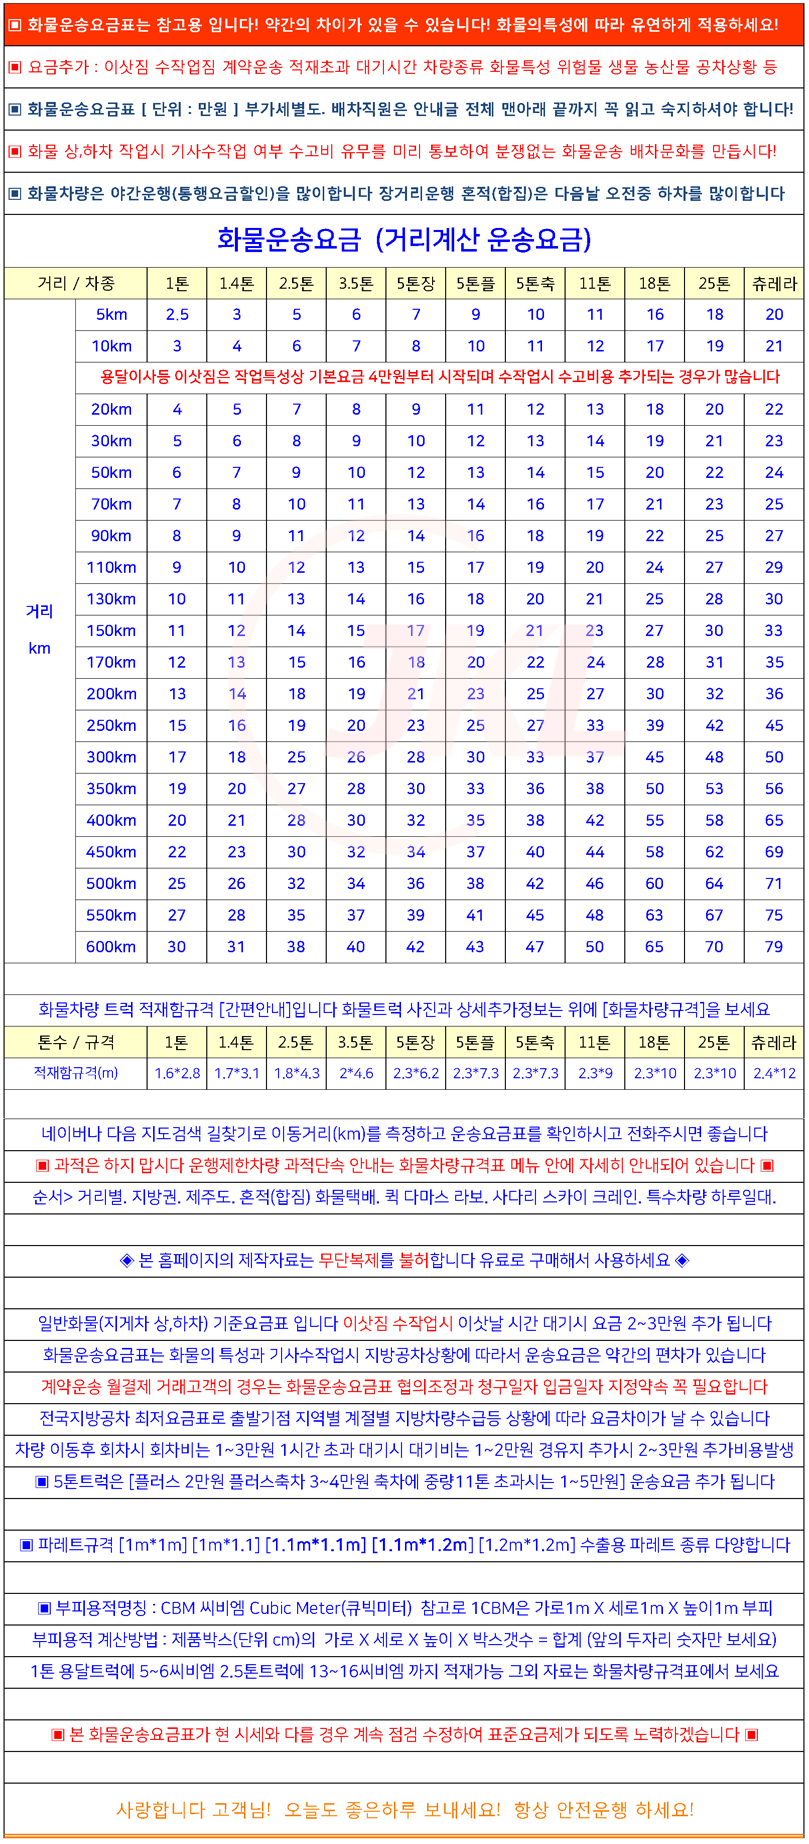 ▣ 화물운송요금표는 참고용 입니다! 약간의 차이가 있을 수 있습니다! 화물의특성에 따라 유연하게 적용하세요!
▣ 요금추가 : 이삿짐 수작업짐 계약운송 적재초과 대기시간 차량종류 화물특성 위험물 생물 농산물 공차상황 등
▣ 화물운송요금표 [ 단위 : 만원 ] 부가세별도. 배차직원은 안내글 전체 맨아래 끝까지 꼭 읽고 숙지하셔야 합니다!
▣ 화물 상,하차 작업시 기사수작업 여부 수고비 유무를 미리 통보하여 분쟁없는 화물운송 배차문화를 만듭시다!
▣ 화물차량은 야간운행(통행요금할인)을 많이합니다 장거리운행 혼적(합짐)은 다음날 오전중 하차를 많이합니다
화물운송요금 (거리계산 운송요금)
거리 / 차종 1톤 1.4톤 2.5톤 3.5톤 5톤장 5톤플 5톤축 11톤 18톤 25톤 츄레라
5km 2.5 3 5 6 7 9 10 11 16 18 20
10km 3 4 6 7 8 10 11 12 17 19 21
용달이사등 이삿짐은 작업특성상 기본요금 4만원부터 시작되며 수작업시 수고비용 추가되는 경우가 많습니다
20km 4 5 7 8 9 11 12 13 18 20 22
30km 5 6 8 9 10 12 13 14 19 21 23
50km 6 7 9 10 12 13 14 15 20 22 24
70km 7 8 10 11 13 14 16 17 21 23 25
90km 8 9 11 12 14 16 18 19 22 25 27
110km 9 10 12 13 15 17 19 20 24 27 29
거리
130km 10 11 13 14 16 18 20 21 25 28 30
150km 11 12 14 15 17 19 21 23 27 30 33
km
170km 12 13 15 16 18 20 22 24 28 31 35
200km 13 14 18 19 21 23 25 27 30 32 36
JKL
250km 15 16 19 20 23 25 27 33 39 42 45
300km 17 18 25 26 28 30 33 37 45 48 50
350km 19 20 27 28 30 33 36 38 50 53 56
400km 20 21 28 30 32 35 38 42 55 58 65
450km 22 23 30 32 34 37 40 44 58 62 69
500km 25 26 32 34 36 38 42 46 60 64 71
550km 27 28 35 37 39 41 45 48 63 67 75
600km 30 31 38 40 42 43 47 50 65 70 79
화물차량 트럭 적재함규격 [간편안내]입니다 화물트럭 사진과 상세추가정보는 위에 [화물차량규격]을 보세요
톤수 / 규격 1톤 1.4톤 2.5톤 3.5톤 5톤장 5톤플 5톤축 11톤 18톤 25톤 츄레라
적재함규격(m) 1.6*2.8 1.7*3.1 1.8*4.3 2*4.6 2.3*6.2 2.3*7.3 2.3*7.3 2.3*9 2.3*10 2.3*10 2.4*12
네이버나 다음 지도검색 길찾기로 이동거리(km)를 측정하고 운송요금표를 확인하시고 전화주시면 좋습니다
▣ 과적은 하지 맙시다 운행제한차량 과적단속 안내는 화물차량규격표 메뉴 안에 자세히 안내되어 있습니다 ▣
순서> 거리별. 지방권. 제주도. 혼적(합짐) 화물택배. 퀵 다마스 라보. 사다리 스카이 크레인. 특수차량 하루일대.
◈ 본 홈페이지의 제작자료는 무단복제를 불허합니다 유료로 구매해서 사용하세요 ◈
일반화물(지게차 상,하차) 기준요금표 입니다 이삿짐 수작업시 이삿날 시간 대기시 요금 2~3만원 추가 됩니다
화물운송요금표는 화물의 특성과 기사수작업시 지방공차상황에 따라서 운송요금은 약간의 편차가 있습니다
계약운송 월결제 거래고객의 경우는 화물운송요금표 협의조정과 청구일자 입금일자 지정약속 꼭 필요합니다
전국지방공차 최저요금표로 출발기점 지역별 계절별 지방차량수급등 상황에 따라 요금차이가 날 수 있습니다
차량 이동후 회차시 회차비는 1~3만원 1시간 초과 대기시 대기비는 1~2만원 경유지 추가시 2~3만원 추가비용발생
▣ 5톤트럭은 [플러스 2만원 플러스축차 3~4만원 축차에 중량11톤 초과시는 1~5만원] 운송요금 추가 됩니다
▣ 파레트규격 [1m*1m] [1m*1.1] [1.1m*1.1m] [1.1m*1.2m] [1.2m*1.2m] 수출용 파레트 종류 다양합니다
▣ 부피용적명칭 : CBM 씨비엠 Cubic Meter(큐빅미터) 참고로 1CBM은 가로1m X 세로1m X 높이1m 부피
부피용적 계산방법 : 제품박스(단위 cm)의 가로 X 세로 X 높이 X 박스갯수 = 합계 (앞의 두자리 숫자만 보세요)
1톤 용달트럭에 5~6씨비엠 2.5톤트럭에 13~16씨비엠 까지 적재가능 그외 자료는 화물차량규격표에서 보세요
▣ 본 화물운송요금표가 현 시세와 다를 경우 계속 점검 수정하여 표준요금제가 되도록 노력하겠습니다 ▣
사랑합니다 고객님! 오늘도 좋은하루 보내세요! 항상 안전운행 하세요!